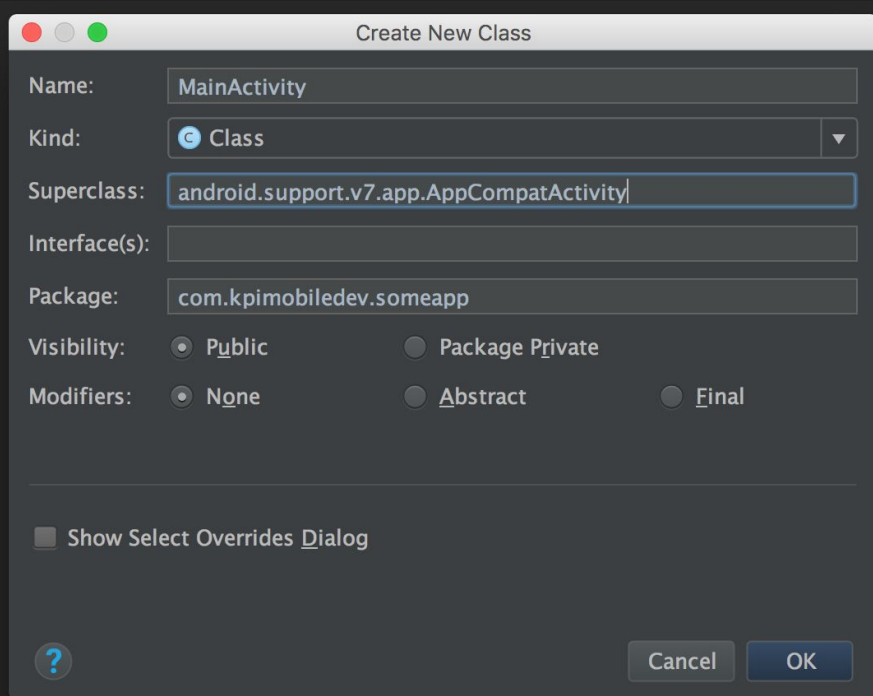 Create New Class
Name: MainActivity
Kind: C Class
Superclass: android.support.v7.app.AppCompatActivity
Interface(s):
Package: com.kpimobiledev.someapp
Visibility: Public Package Private
Modifiers: None Abstract Final
Show Select Overrides Dialog
? Cancel OK